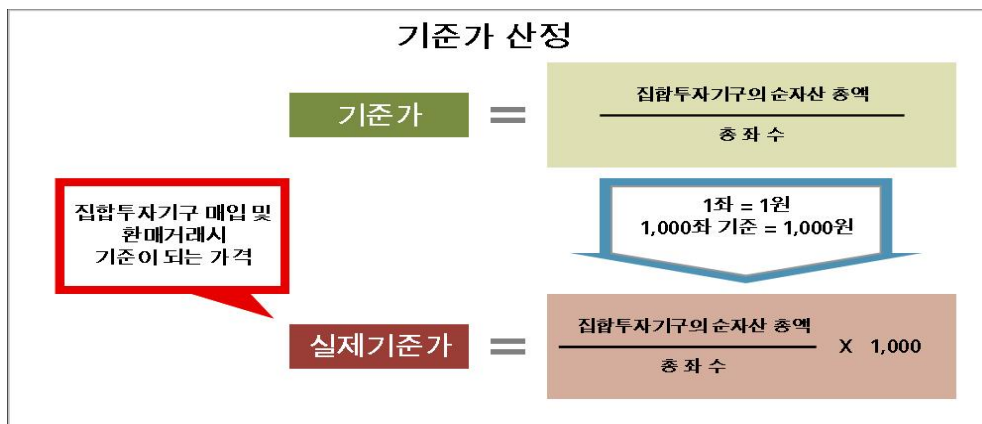 기준가 산정
기준가 =
집합투자기구의 순자산 총액
총 좌 수
집합투자기구 매입 및
환매거래시
기준이 되는 가격
1좌 = 1원
1,000좌 기준 = 1,000원
실제기준가 =
집합투자기구의 순자산 총액
총 좌 수
X 1,000